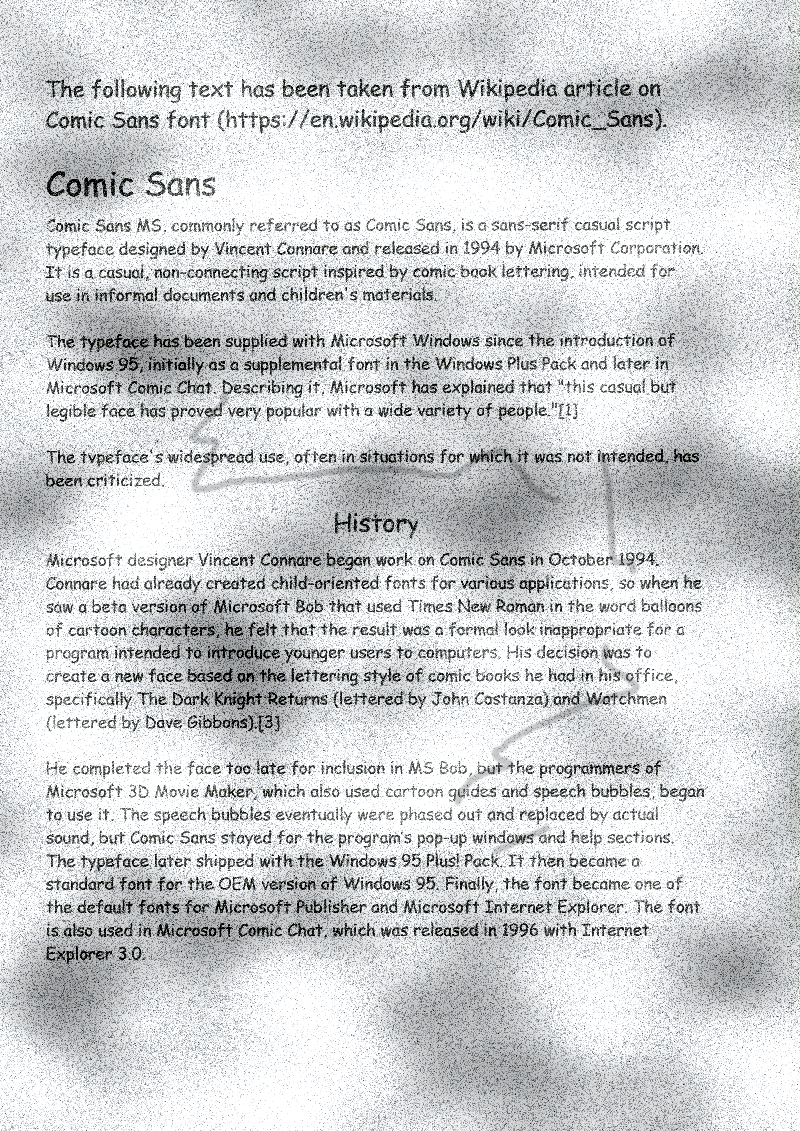 The following text has been taken from Wikipedia article on
Comic Sans font (https://en.wikipedia.org/wiki/Comic_Sans).
Comic Sans
Comic Sans MS, commonly referred to as Comic Sans, is a sans-serif casual script
typeface designed by Vincent Connare and released in 1994 by Microsoft Corporation.
It is a casual, non-connecting script inspired by comic book lettering, intended for
use in informal documents and children's materials.
The typeface has been supplied with Microsoft Windows since the introduction of
Windows 95, initially as a supplemental font in the Windows Plus Pack and later in
Microsoft Comic Chat. Describing it, Microsoft has explained that "this casual but
legible face has proved very popular with a wide variety of people."[1]
The typeface's widespread use, often in situations for which it was not intended, has
been criticized.
History
Microsoft designer Vincent Connare began work on Comic Sans in October 1994.
Connare had already created child-oriented fonts for various applications, so when he
saw a beta version of Microsoft Bob that used Times New Roman in the word balloons
of cartoon characters, he felt that the result was a formal look inappropriate for a
program intended to introduce younger users to computers. His decision was to
create a new face based on the lettering style of comic books he had in his office,
specifically The Dark Knight Returns (lettered by John Costanza) and Watchmen
(lettered by Dave Gibbons).[3]
He completed the face too late for inclusion in MS Bob, but the programmers of
Microsoft 3D Movie Maker, which also used cartoon guides and speech bubbles, began
to use it. The speech bubbles eventually were phased out and replaced by actual
sound, but Comic Sans stayed for the program's pop-up windows and help sections.
The typeface later shipped with the Windows 95 Plus! Pack. It then became a
standard font for the OEM version of Windows 95. Finally, the font became one of
the default fonts for Microsoft Publisher and Microsoft Internet Explorer. The font
is also used in Microsoft Comic Chat, which was released in 1996 with Internet
Explorer 3.0.